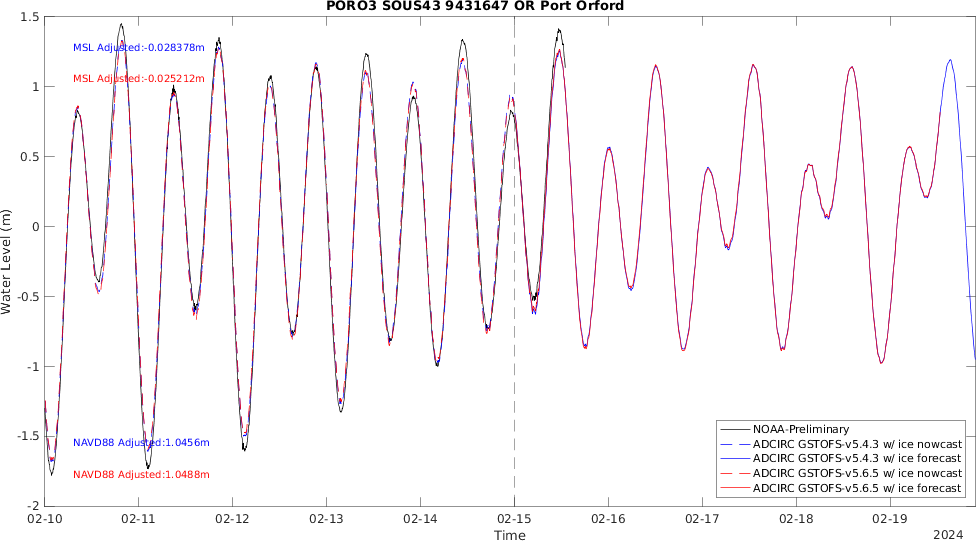 PORO3 SOUS43 9431647 OR Port Orford
1.5
1
0.5
0
-0.5
-1
-1.5
-2
Water Level (m)
MSL Adjusted:-0.028378m
MSL Adjusted:-0.025212m
NAVD88 Adjusted:1.0456m
NAVD88 Adjusted:1.0488m
NOAA-Preliminary
ADCIRC GSTOFS-v5.4.3 w/ ice nowcast
ADCIRC GSTOFS-v5.4.3 w/ ice forecast
ADCIRC GSTOFS-v5.6.5 w/ ice nowcast
ADCIRC GSTOFS-v5.6.5 w/ ice forecast
02-10 02-11 02-12 02-13 02-14 02-15 02-16 02-17 02-18 02-19
Time
2024